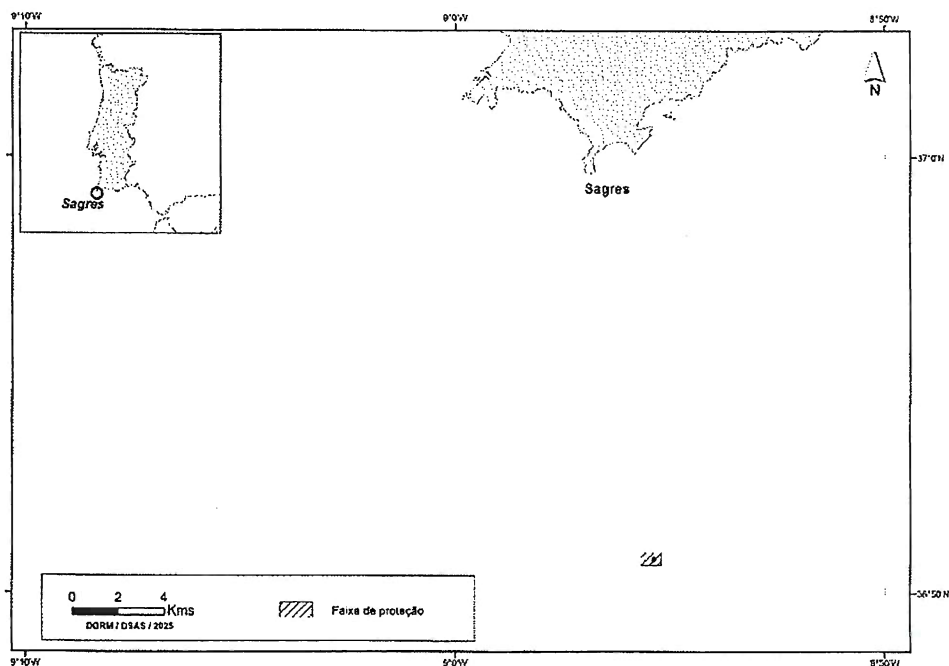 9°10'W
9°0'W
8°50'W
N
37°0'N
Sagres
Sagres
36°50'N
0 2 4
Kms
DGRM / DSAS / 2025
Faixa de proteção
9°10'W
9°0'W
8°50'W